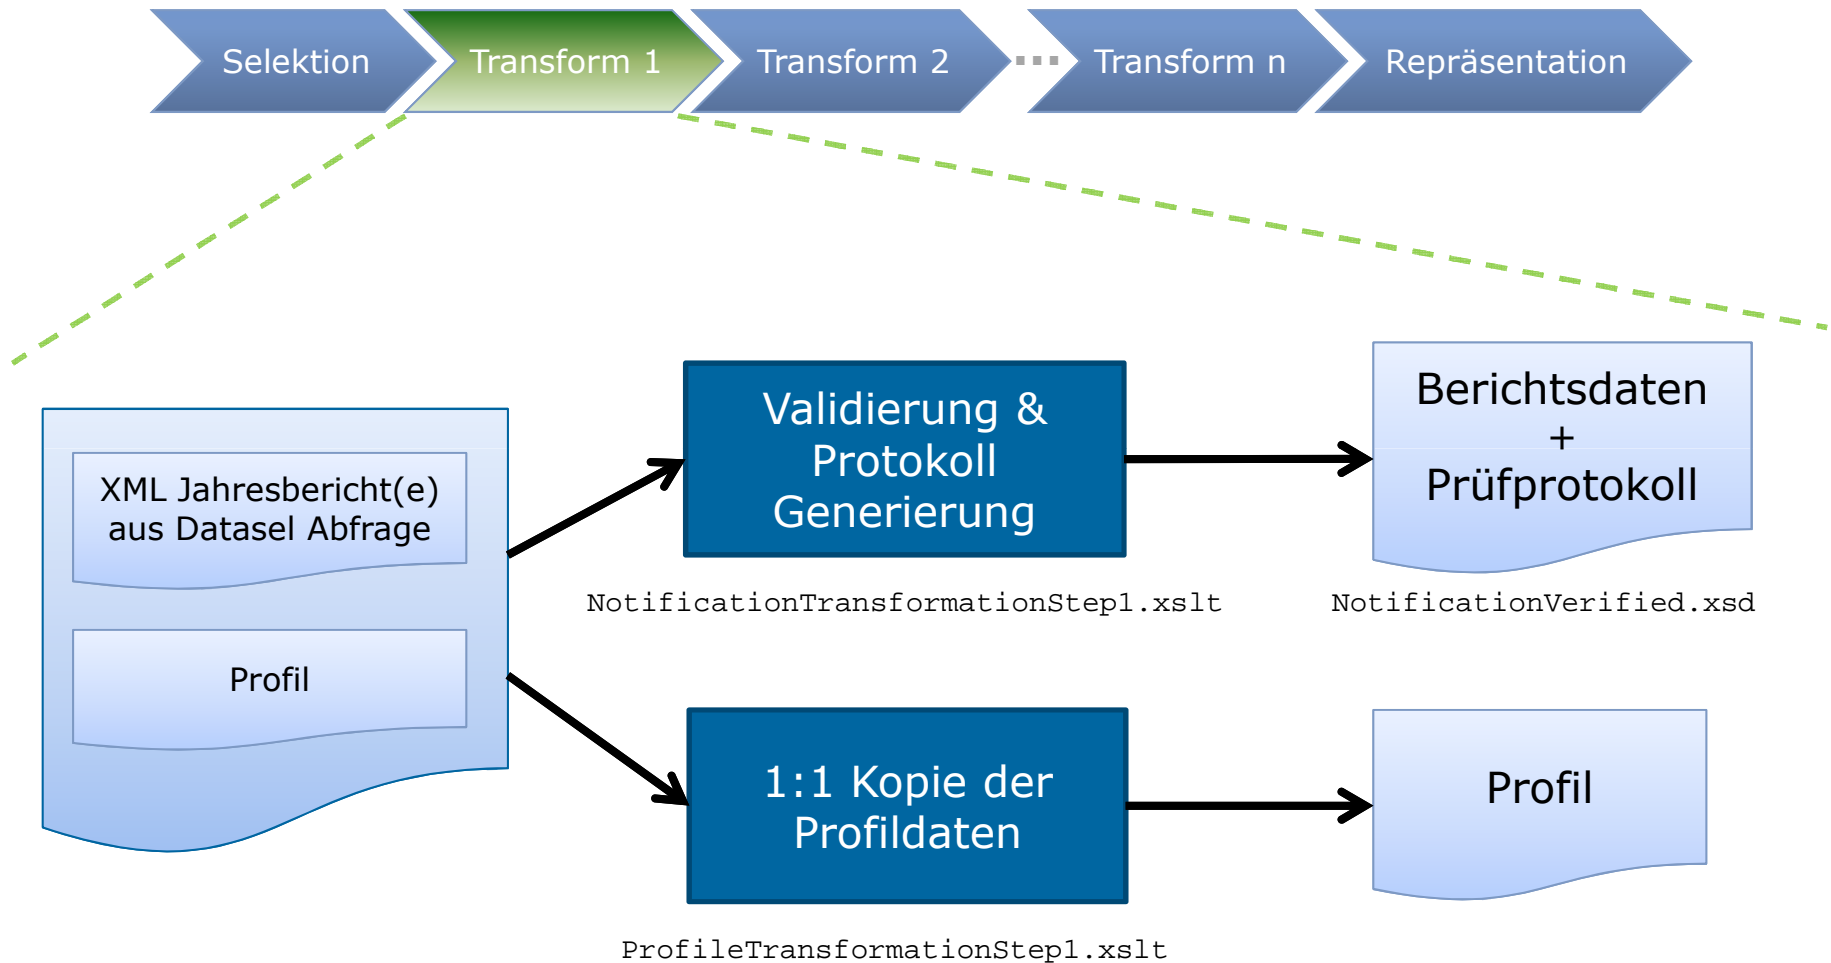 Selektion
Transform 1
Transform 2
...
Transform n
Repräsentation
XML Jahresbericht(e)
aus Datasel Abfrage
Profil
Validierung &
Protokoll
Generierung
NotificationTransformationStep1.xslt
Berichtsdaten
+
Prüfprotokoll
NotificationVerified.xsd
1:1 Kopie der
Profildaten
ProfileTransformationStep1.xslt
Profil